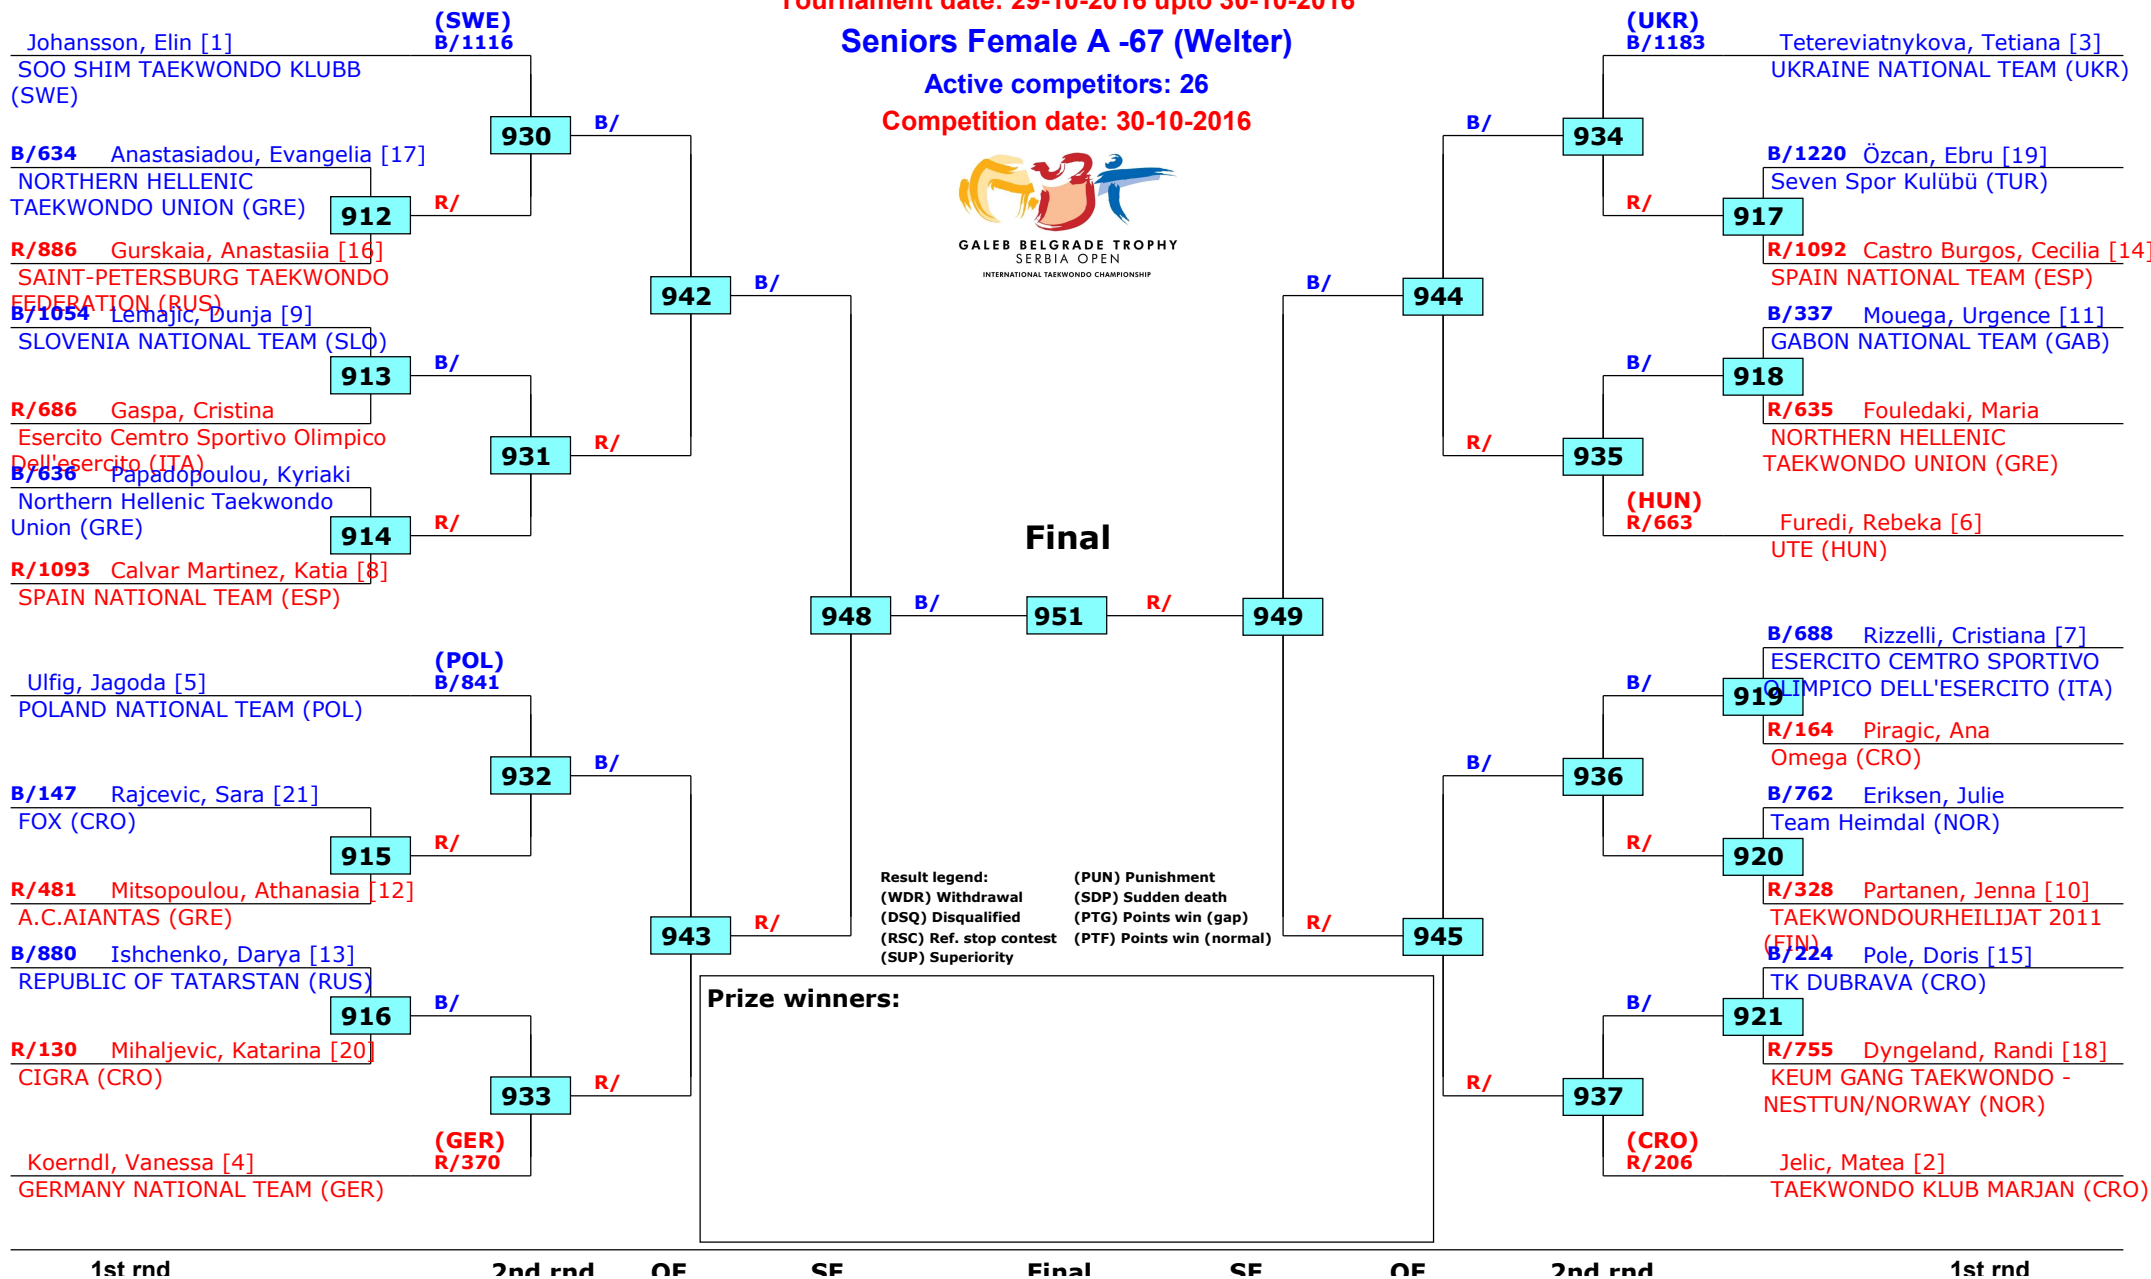 Tournament date: 29-10-2016 upto 30-10-2016
Seniors Female A -67 (Welter)
Active competitors: 26
Competition date: 30-10-2016
GALEB BELGRADE TROPHY
SERBIA OPEN
INTERNATIONAL TAEKWONDO CHAMPIONSHIP
(SWE)
Johansson, Elin [1] B/1116
SOO SHIM TAEKWONDO KLUBB
(SWE)
930
B/
B/634 Anastasiadou, Evangelia [17]
NORTHERN HELLENIC
TAEKWONDO UNION (GRE)
912
R/
R/886 Gurskaia, Anastasiia [16]
SAINT-PETERSBURG TAEKWONDO
FEDERATION (RUS)
942
B/
B/1054 Lemajic, Dunja [9]
SLOVENIA NATIONAL TEAM (SLO)
913
B/
R/686 Gaspa, Cristina
Esercito Cemtro Sportivo Olimpico
Dell'esercito (ITA)
931
R/
B/636 Papadopoulou, Kyriaki
Northern Hellenic Taekwondo
Union (GRE)
914
R/
R/1093 Calvar Martinez, Katia [8]
SPAIN NATIONAL TEAM (ESP)
948
B/
(POL)
Ulfig, Jagoda [5] B/841
POLAND NATIONAL TEAM (POL)
932
B/
B/147 Rajcevic, Sara [21]
FOX (CRO)
915
R/
R/481 Mitsopoulou, Athanasia [12]
A.C.AIANTAS (GRE)
943
R/
B/880 Ishchenko, Darya [13]
REPUBLIC OF TATARSTAN (RUS)
916
B/
R/130 Mihaljevic, Katarina [20]
CIGRA (CRO)
933
R/
(GER)
Koerndl, Vanessa [4] R/370
GERMANY NATIONAL TEAM (GER)
Final
951
R/
949
(UKR)
B/1183 Tetereviatnykova, Tetiana [3]
UKRAINE NATIONAL TEAM (UKR)
B/
934
B/1220 Özcan, Ebru [19]
Seven Spor Kulübü (TUR)
R/
917
R/1092 Castro Burgos, Cecilia [14]
SPAIN NATIONAL TEAM (ESP)
B/
944
B/337 Mouega, Urgence [11]
GABON NATIONAL TEAM (GAB)
B/
918
R/635 Fouledaki, Maria
NORTHERN HELLENIC
TAEKWONDO UNION (GRE)
R/
935
(HUN)
R/663 Furedi, Rebeka [6]
UTE (HUN)
B/688 Rizzelli, Cristiana [7]
ESERCITO CEMTRO SPORTIVO
OLIMPICO DELL'ESERCITO (ITA)
B/
919
R/164 Piragic, Ana
Omega (CRO)
B/
936
B/762 Eriksen, Julie
Team Heimdal (NOR)
R/
920
R/328 Partanen, Jenna [10]
TAEKWONDOURHEILIJAT 2011
(FIN)
R/
945
B/224 Pole, Doris [15]
TK DUBRAVA (CRO)
B/
921
R/755 Dyngeland, Randi [18]
KEUM GANG TAEKWONDO -
NESTTUN/NORWAY (NOR)
R/
937
(CRO)
R/206 Jelic, Matea [2]
TAEKWONDO KLUB MARJAN (CRO)
Result legend: (PUN) Punishment
(WDR) Withdrawal (SDP) Sudden death
(DSQ) Disqualified (PTG) Points win (gap)
(RSC) Ref. stop contest (PTF) Points win (normal)
(SUP) Superiority
Prize winners:
1st rnd 2nd rnd QF SF Final SF QF 2nd rnd 1st rnd